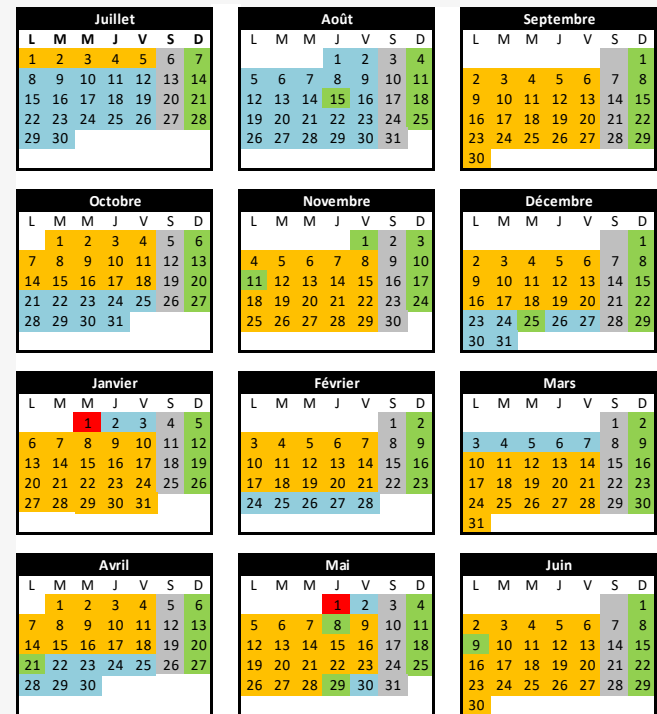 Juillet
L M M J V S D
1 2 3 4 5 6 7
8 9 10 11 12 13 14
15 16 17 18 19 20 21
22 23 24 25 26 27 28
29 30
Août
L M M J V S D
1 2 3 4
5 6 7 8 9 10 11
12 13 14 15 16 17 18
19 20 21 22 23 24 25
26 27 28 29 30 31
Septembre
L M M J V S D
1
2 3 4 5 6 7 8
9 10 11 12 13 14 15
16 17 18 19 20 21 22
23 24 25 26 27 28 29
30
Octobre
L M M J V S D
1 2 3 4 5 6
7 8 9 10 11 12 13
14 15 16 17 18 19 20
21 22 23 24 25 26 27
28 29 30 31
Novembre
L M M J V S D
1 2 3
4 5 6 7 8 9 10
11 12 13 14 15 16 17
18 19 20 21 22 23 24
25 26 27 28 29 30
Décembre
L M M J V S D
1
2 3 4 5 6 7 8
9 10 11 12 13 14 15
16 17 18 19 20 21 22
23 24 25 26 27 28 29
30 31
Janvier
L M M J V S D
1 2 3 4 5
6 7 8 9 10 11 12
13 14 15 16 17 18 19
20 21 22 23 24 25 26
27 28 29 30 31
Février
L M M J V S D
1 2
3 4 5 6 7 8 9
10 11 12 13 14 15 16
17 18 19 20 21 22 23
24 25 26 27 28
Mars
L M M J V S D
1 2
3 4 5 6 7 8 9
10 11 12 13 14 15 16
17 18 19 20 21 22 23
24 25 26 27 28 29 30
31
Avril
L M M J V S D
1 2 3 4 5 6
7 8 9 10 11 12 13
14 15 16 17 18 19 20
21 22 23 24 25 26 27
28 29 30
Mai
L M M J V S D
1 2 3 4
5 6 7 8 9 10 11
12 13 14 15 16 17 18
19 20 21 22 23 24 25
26 27 28 29 30 31
Juin
L M M J V S D
1
2 3 4 5 6 7 8
9 10 11 12 13 14 15
16 17 18 19 20 21 22
23 24 25 26 27 28 29
30